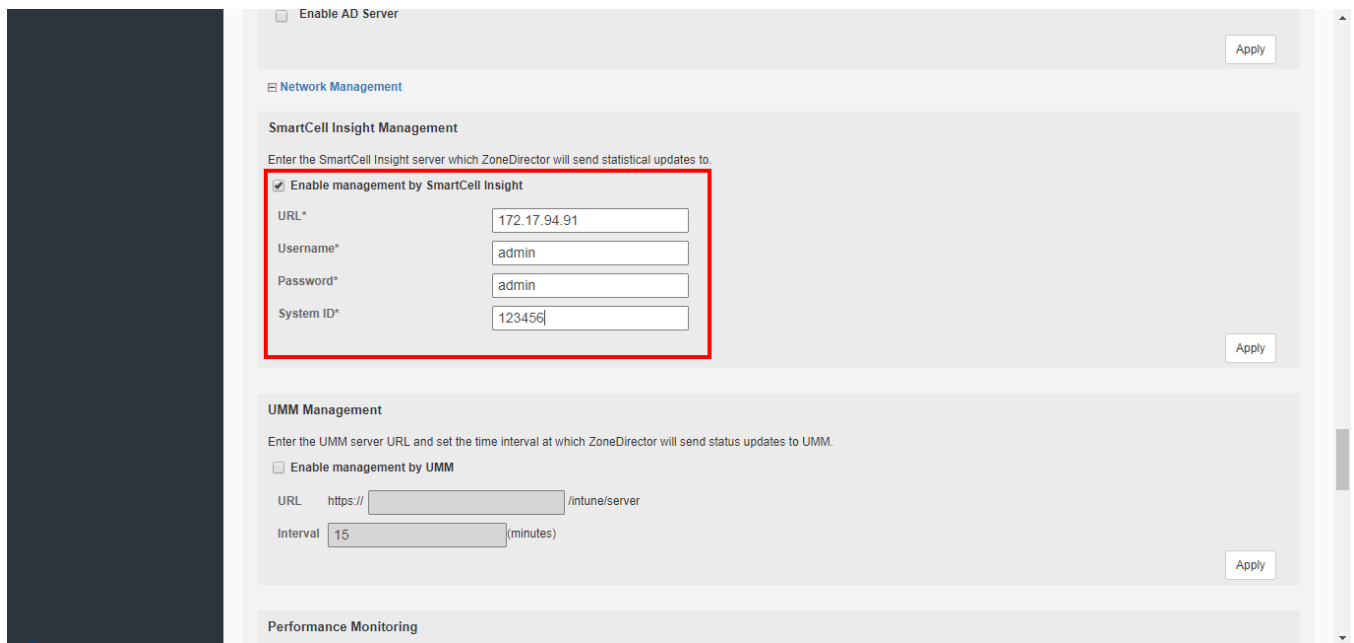 Enable AD Server
Apply
Network Management
SmartCell Insight Management
Enter the SmartCell Insight server which ZoneDirector will send statistical updates to.
Enable management by SmartCell Insight
URL* 172.17.94.91
Username* admin
Password* admin
System ID* 123456
Apply
UMM Management
Enter the UMM server URL and set the time interval at which ZoneDirector will send status updates to UMM.
Enable management by UMM
URL https:// /intune/server
Interval 15 (minutes)
Apply
Performance Monitoring